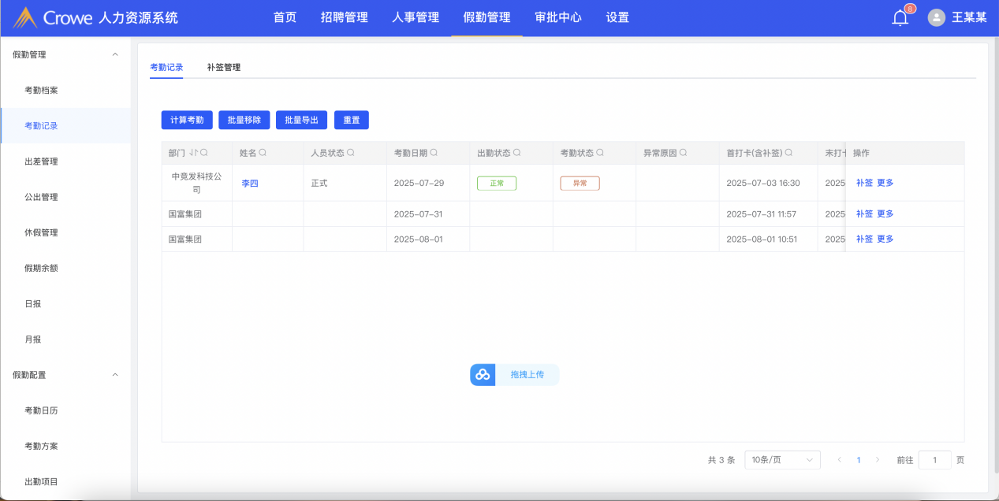 Crowe 人力资源系统 首页 招聘管理 人事管理 假勤管理 审批中心 设置 8 王某某
假勤管理
考勤档案
考勤记录
出差管理
公出管理
休假管理
假期余额
日报
月报
假勤配置
考勤日历
考勤方案
出勤项目
考勤记录 补签管理
计算考勤 批量移除 批量导出 重置
部门 姓名 人员状态 考勤日期 出勤状态 考勤状态 异常原因 首打卡(含补签) 末打卡 操作
中竞发科技公
司
李四 正式 2025-07-29 正常 异常 2025-07-03 16:30 2025 补签 更多
国富集团 2025-07-31 2025-07-31 11:57 2025 补签 更多
国富集团 2025-08-01 2025-08-01 10:51 2025 补签 更多
拖拽上传
共 3 条 10条/页 1 前往 1 页